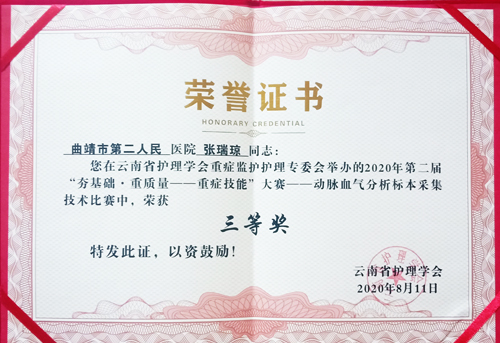 荣誉证书
HONORARY CREDENTIAL
曲靖市第二人民 医院 张瑞琼 同志：
您在云南省护理学会重症监护护理专委会举办的2020年第二届
“夯基础·重质量——重症技能”大赛——动脉血气分析标本采集
技术比赛中，荣获
三等奖
特发此证，以资鼓励！
云南省护理学会
2020年8月11日